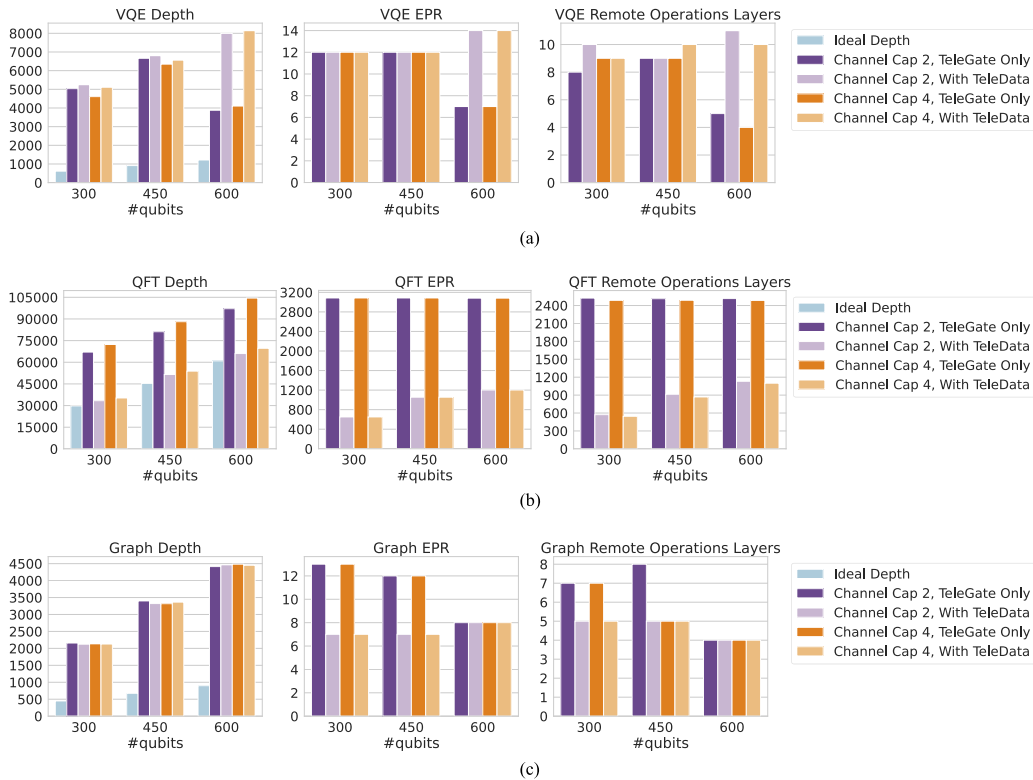 VQE Depth
8000
7000
6000
5000
4000
3000
2000
1000
0
300 450 600
#qubits
VQE EPR
14
12
10
8
6
4
2
0
300 450 600
#qubits
VQE Remote Operations Layers
10
8
6
4
2
0
300 450 600
#qubits
Ideal Depth
Channel Cap 2, TeleGate Only
Channel Cap 2, With TeleData
Channel Cap 4, TeleGate Only
Channel Cap 4, With TeleData
(a)
QFT Depth
105000
90000
75000
60000
45000
30000
15000
0
300 450 600
#qubits
QFT EPR
3200
2800
2400
2000
1600
1200
800
400
0
300 450 600
#qubits
QFT Remote Operations Layers
2400
2100
1800
1500
1200
900
600
300
0
300 450 600
#qubits
Ideal Depth
Channel Cap 2, TeleGate Only
Channel Cap 2, With TeleData
Channel Cap 4, TeleGate Only
Channel Cap 4, With TeleData
(b)
Graph Depth
4500
4000
3500
3000
2500
2000
1500
1000
500
0
300 450 600
#qubits
Graph EPR
12
10
8
6
4
2
0
300 450 600
#qubits
Graph Remote Operations Layers
8
7
6
5
4
3
2
1
0
300 450 600
#qubits
Ideal Depth
Channel Cap 2, TeleGate Only
Channel Cap 2, With TeleData
Channel Cap 4, TeleGate Only
Channel Cap 4, With TeleData
(c)